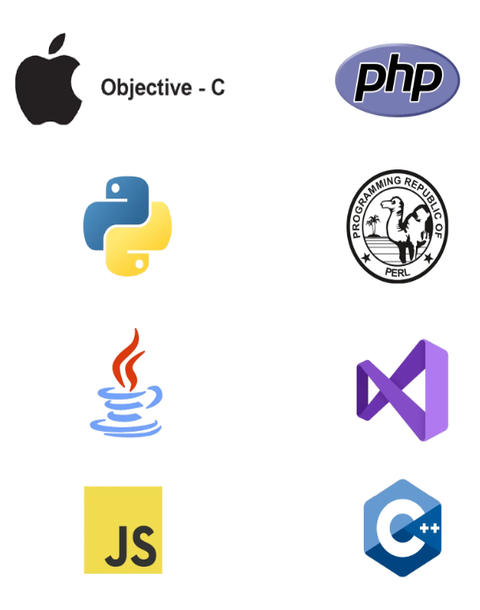 Objective - C
php
PROGRAMMING REPUBLIC OF
PERL
JS
C++